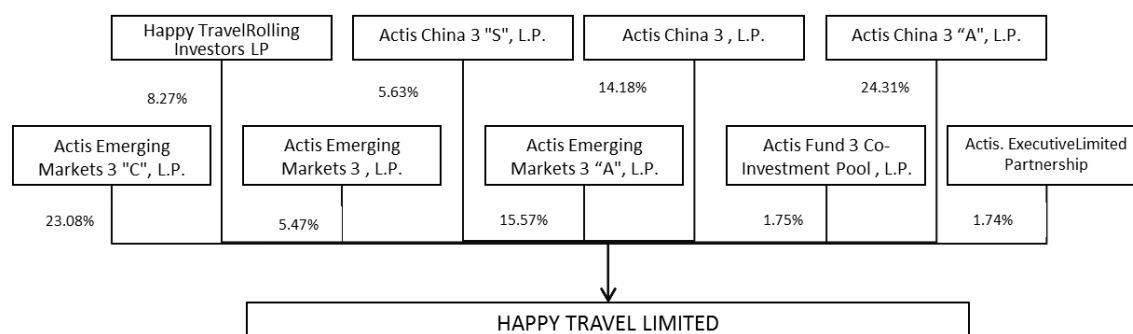 Happy TravelRolling
Investors LP
Actis China 3 "S", L.P.
Actis China 3 , L.P.
Actis China 3 “A”, L.P.
8.27%
5.63%
14.18%
24.31%
Actis Emerging
Markets 3 "C", L.P.
Actis Emerging
Markets 3 , L.P.
Actis Emerging
Markets 3 “A”, L.P.
Actis Fund 3 Co-
Investment Pool , L.P.
Actis. ExecutiveLimited
Partnership
23.08%
5.47%
15.57%
1.75%
1.74%
HAPPY TRAVEL LIMITED